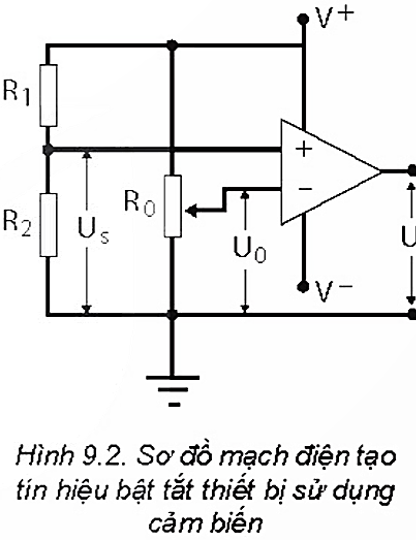 V+
R1
+
R0
−
R2
Us
U0
U
V−
Hình 9.2. Sơ đồ mạch điện tạo
tín hiệu bật tắt thiết bị sử dụng
cảm biến